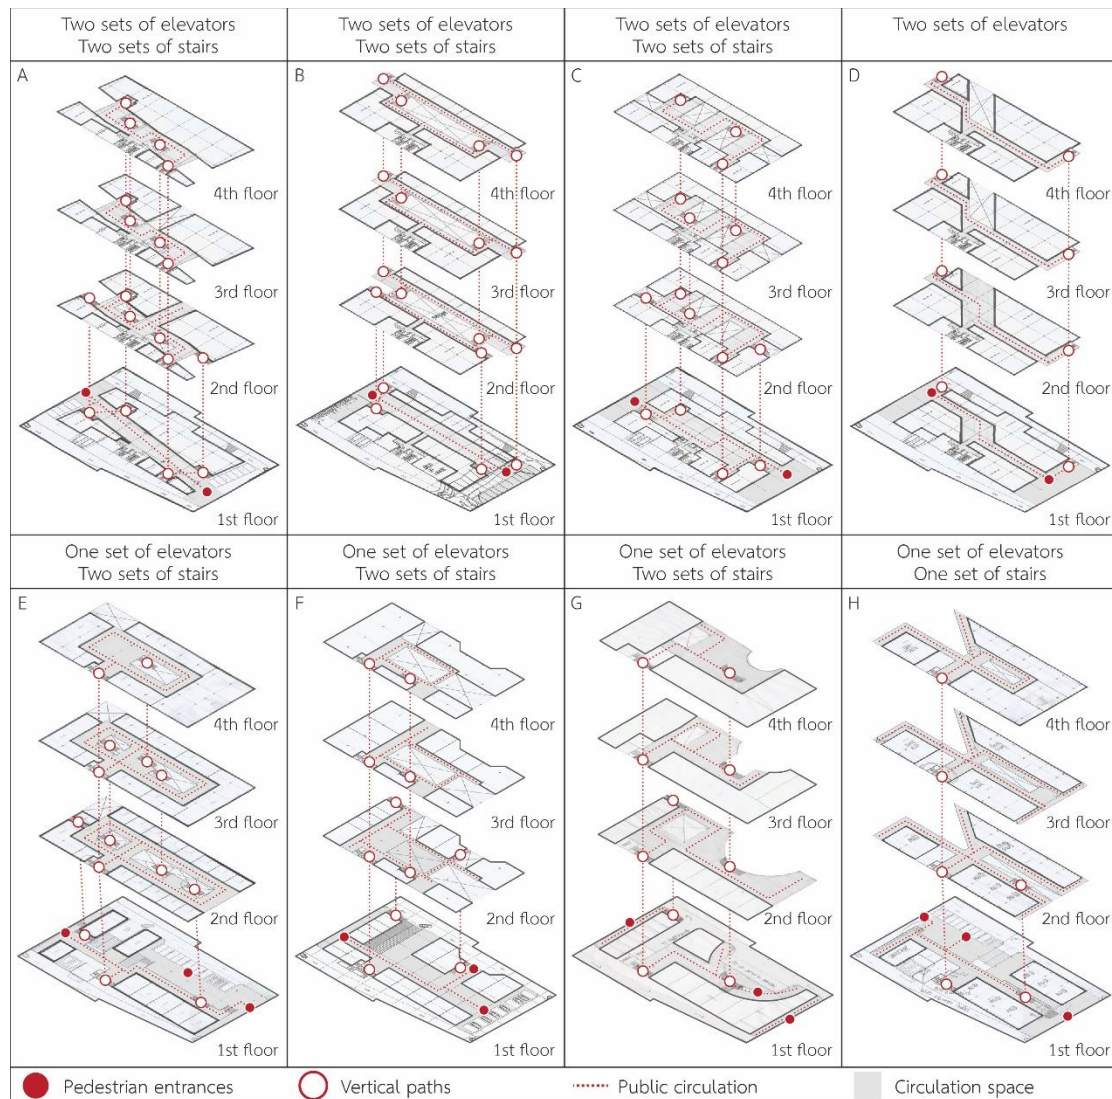 Two sets of elevators
Two sets of stairs
Two sets of elevators
Two sets of stairs
Two sets of elevators
Two sets of stairs
Two sets of elevators
A
4th floor
3rd floor
2nd floor
1st floor
B
4th floor
3rd floor
2nd floor
1st floor
C
4th floor
3rd floor
2nd floor
1st floor
D
4th floor
3rd floor
2nd floor
1st floor
One set of elevators
Two sets of stairs
One set of elevators
Two sets of stairs
One set of elevators
Two sets of stairs
One set of elevators
One set of stairs
E
4th floor
3rd floor
2nd floor
1st floor
F
4th floor
3rd floor
2nd floor
1st floor
G
4th floor
3rd floor
2nd floor
1st floor
H
4th floor
3rd floor
2nd floor
1st floor
Pedestrian entrances
Vertical paths
Public circulation
Circulation space